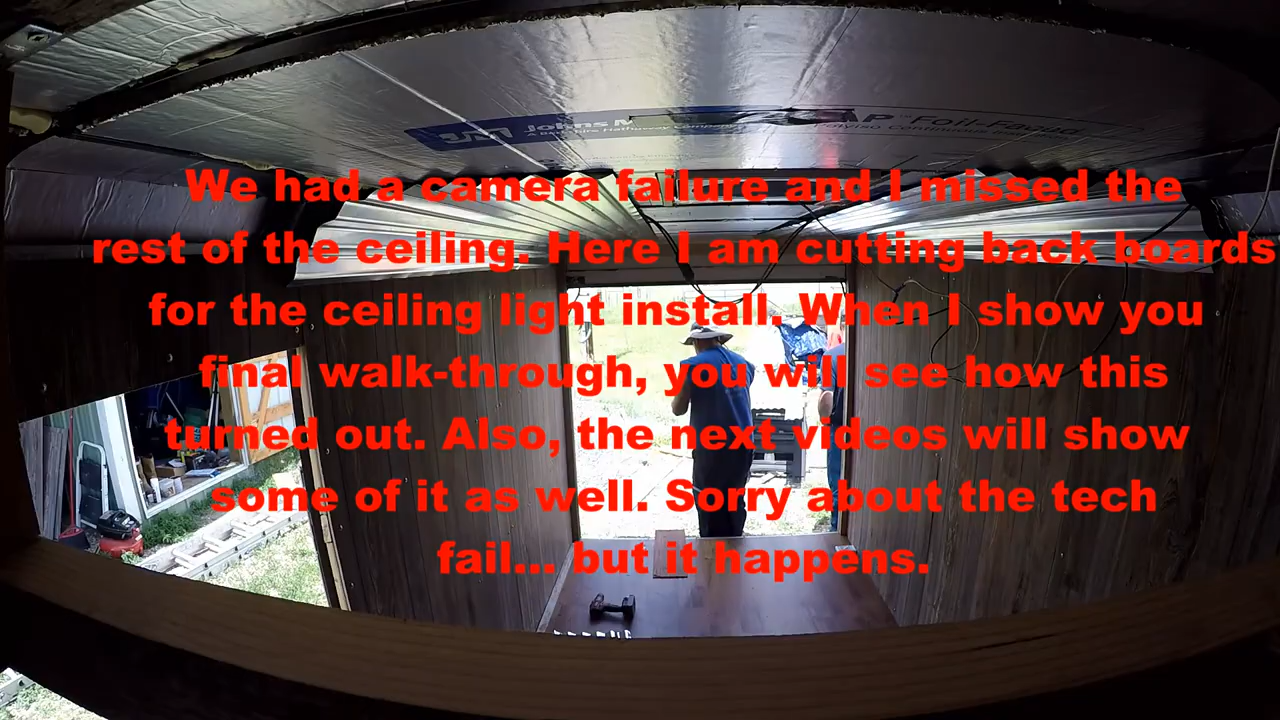 Johns M
AP Foil-Faced
We had a camera failure and I missed the
rest of the ceiling. Here I am cutting back boards
for the ceiling light install. When I show you
final walk-through, you will see how this
turned out. Also, the next videos will show
some of it as well. Sorry about the tech
fail... but it happens.